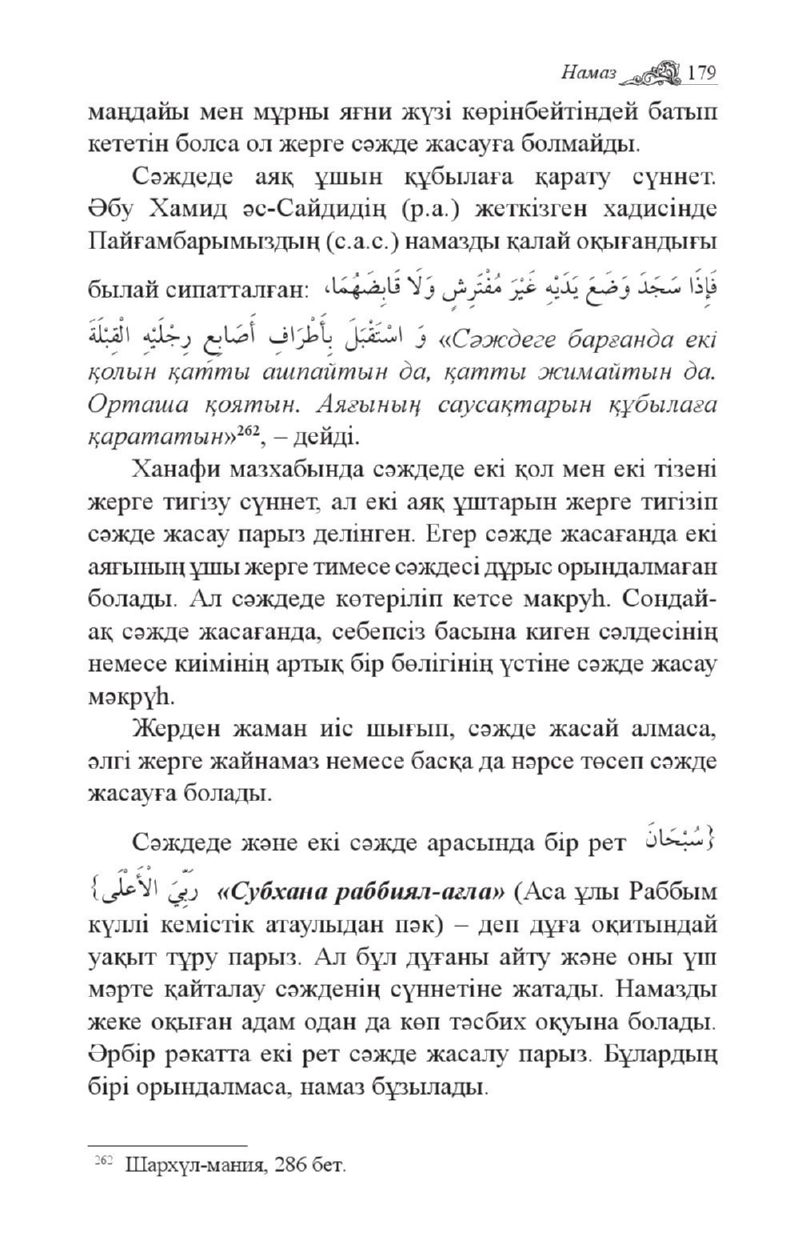 Намаз 179
маңдайы мен мұрны яғни жүзі көрінбейтіндей батып
кететін болса ол жерге сәжде жасауға болмайды.
Сәждеде аяқ ұшын құбылаға қарату сүннет.
Әбу Хамид әс-Сайдидің (р.а.) жеткізген хадисінде
Пайғамбарымыздың (с.а.с.) намазды қалай оқығандығы
былай сипатталған: فَإِذَا سَجَدَ وَضَعَ يَدَيْهِ غَيْرَ مُفْتَرِشٍ وَلَا قَابِضَهُمَا،
وَ اسْتَقْبَلَ بِأَطْرَافِ أَصَابِعِ رِجْلَيْهِ الْقِبْلَةَ «Сәждеге барғанда екі
қолын қатты ашпайтын да, қатты жимайтын да.
Орташа қоятын. Аяғының саусақтарын құбылаға
қарататын»²⁶², – дейді.
Ханафи мазхабында сәждеде екі қол мен екі тізені
жерге тигізу сүннет, ал екі аяқ ұштарын жерге тигізіп
сәжде жасау парыз делінген. Егер сәжде жасағанда екі
аяғының ұшы жерге тимесе сәждесі дұрыс орындалмаған
болады. Ал сәждеде көтеріліп кетсе макруһ. Сондай-
ақ сәжде жасағанда, себепсіз басына киген сәлдесінің
немесе киімінің артық бір бөлігінің үстіне сәжде жасау
мәкрүһ.
Жерден жаман иіс шығып, сәжде жасай алмаса,
әлгі жерге жайнамаз немесе басқа да нәрсе төсеп сәжде
жасауға болады.
Сәждеде және екі сәжде арасында бір рет {سُبْحَانَ
رَبِّيَ الْأَعْلَى} «Субхана раббиял-ағла» (Аса ұлы Раббым
күллі кемістік атаулыдан пәк) – деп дұға оқитындай
уақыт тұру парыз. Ал бұл дұғаны айту және оны үш
мәрте қайталау сәжденің сүннетіне жатады. Намазды
жеке оқыған адам одан да көп тәсбих оқуына болады.
Әрбір рәкатта екі рет сәжде жасалу парыз. Бұлардың
бірі орындалмаса, намаз бұзылады.
²⁶² Шархүл-мания, 286 бет.